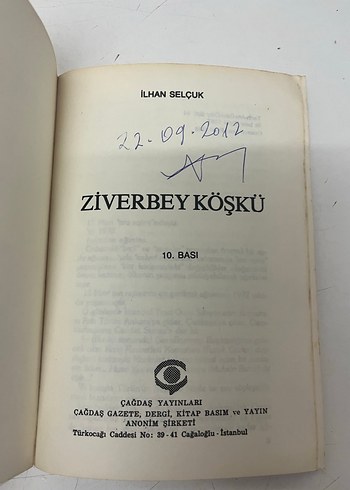 İLHAN SELÇUK
22-09-2012
ZİVERBEY KÖŞKÜ
10. BASI
ÇAĞDAŞ YAYINLARI
ÇAĞDAŞ GAZETE, DERGİ, KİTAP BASIM ve YAYIN
ANONİM ŞİRKETİ
Türkocağı Caddesi No: 39-41 Cağaloğlu-İstanbul